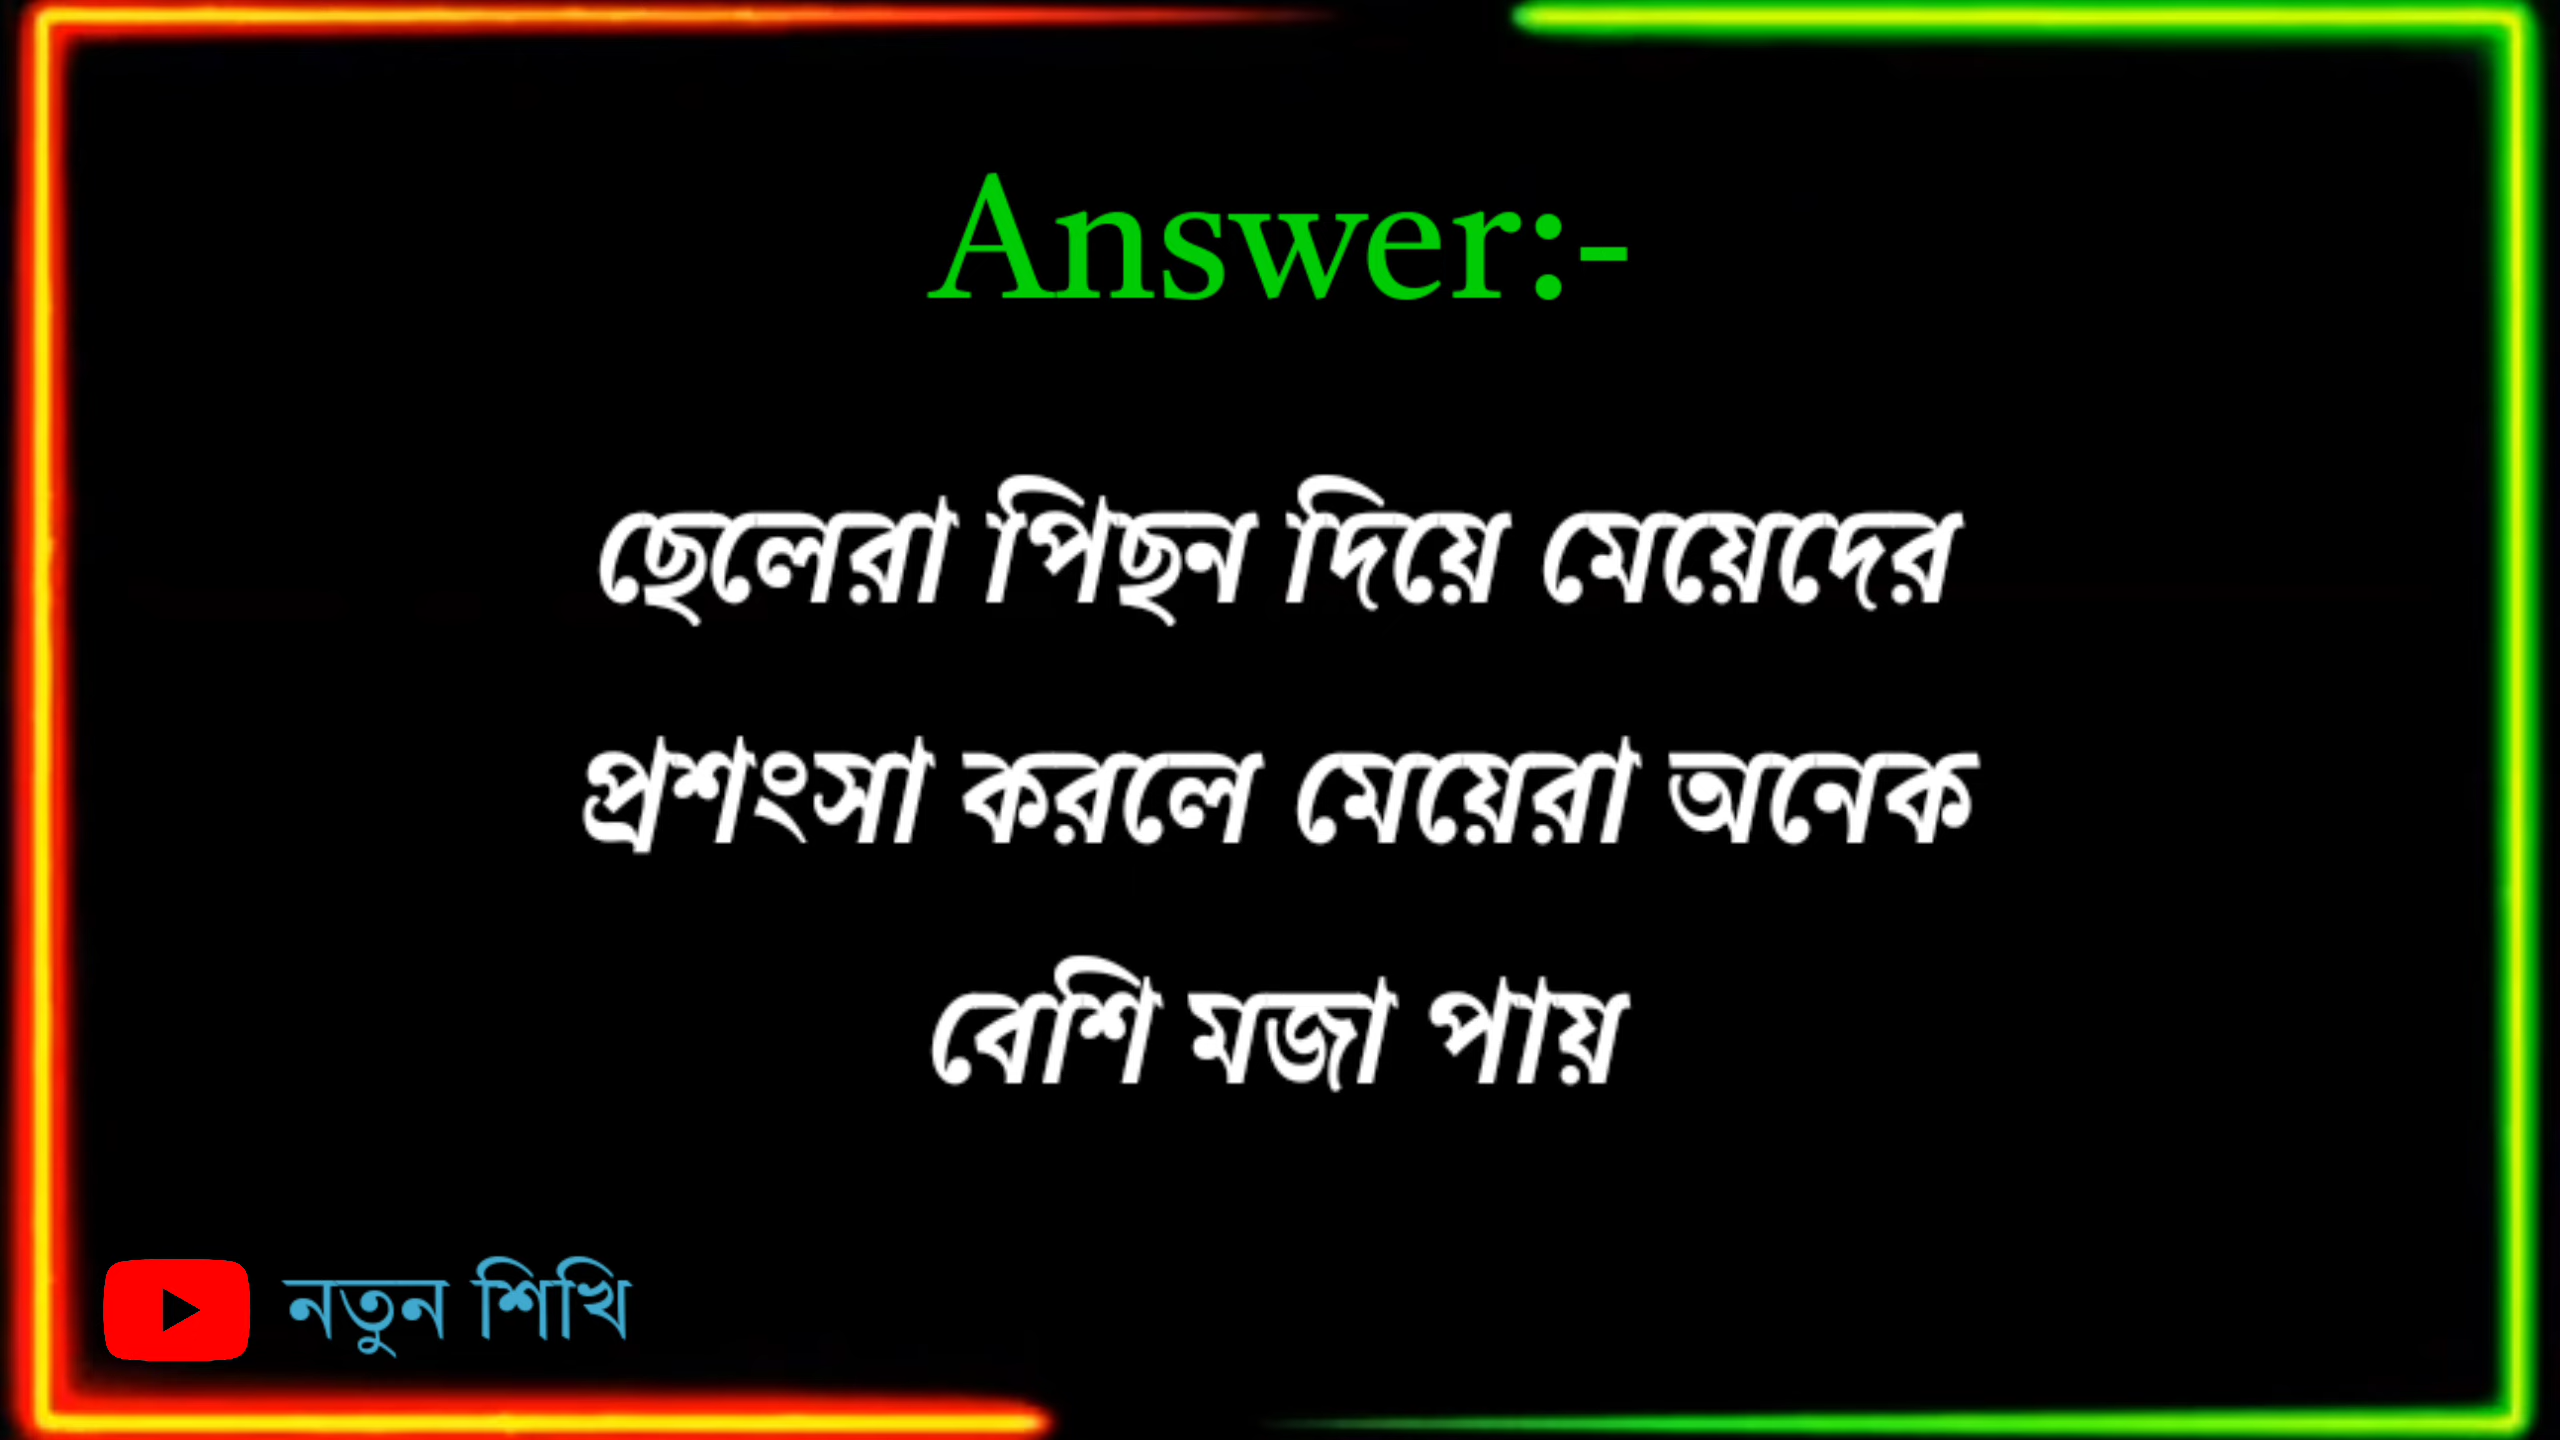 Answer:-
ছেলেরা পিছন দিয়ে মেয়েদের
প্রশংসা করলে মেয়েরা অনেক
বেশি মজা পায়
নতুন শিখি